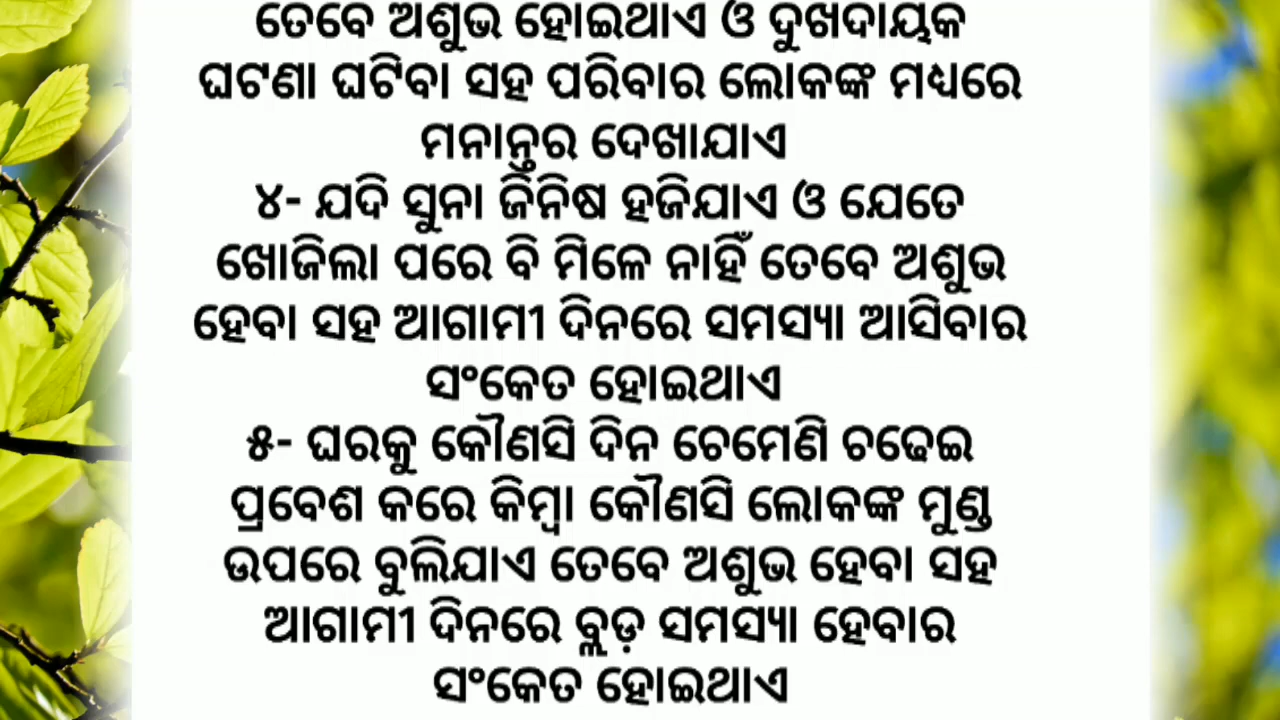 ତେବେ ଅଶୁଭ ହୋଇଥାଏ ଓ ଦୁଖଦାୟକ
ଘଟଣା ଘଟିବା ସହ ପରିବାର ଲୋକଙ୍କ ମଧ୍ୟରେ
ମନାନ୍ତର ଦେଖାଯାଏ
୪- ଯଦି ସୁନା ଜିନିଷ ହଜିଯାଏ ଓ ଯେତେ
ଖୋଜିଲା ପରେ ବି ମିଳେ ନାହିଁ ତେବେ ଅଶୁଭ
ହେବା ସହ ଆଗାମୀ ଦିନରେ ସମସ୍ୟା ଆସିବାର
ସଂକେତ ହୋଇଥାଏ
୫- ଘରକୁ କୌଣସି ଦିନ ଚେମେଣି ଚଢେଇ
ପ୍ରବେଶ କରେ କିମ୍ବା କୌଣସି ଲୋକଙ୍କ ମୁଣ୍ଡ
ଉପରେ ବୁଲିଯାଏ ତେବେ ଅଶୁଭ ହେବା ସହ
ଆଗାମୀ ଦିନରେ ବ୍ଲଡ଼ ସମସ୍ୟା ହେବାର
ସଂକେତ ହୋଇଥାଏ